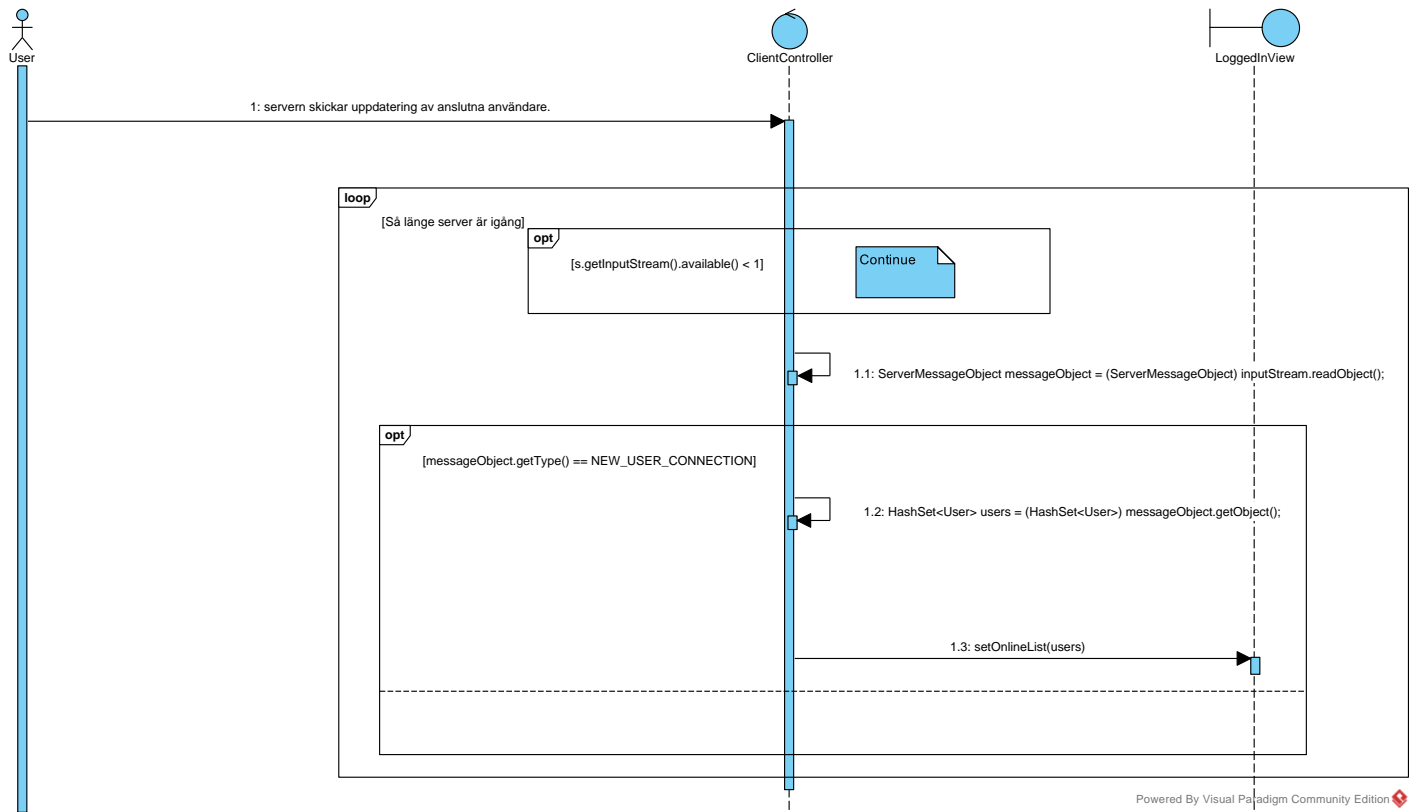 User
ClientController
LoggedInView
1: servern skickar uppdatering av anslutna användare.
loop
[Så länge server är igång]
opt
[s.getInputStream().available() < 1]
Continue
1.1: ServerMessageObject messageObject = (ServerMessageObject) inputStream.readObject();
opt
[messageObject.getType() == NEW_USER_CONNECTION]
1.2: HashSet<User> users = (HashSet<User>) messageObject.getObject();
1.3: setOnlineList(users)
Powered By Visual Paradigm Community Edition